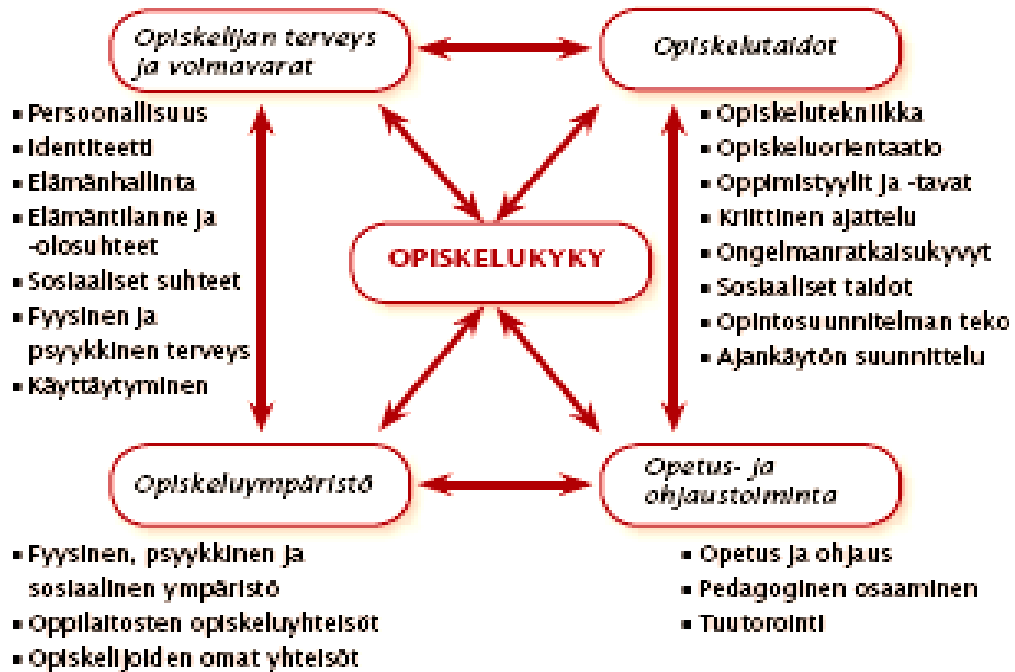 Opiskelijan terveys
ja voimavarat
Opiskelutaidot
▪ Persoonallisuus
▪ Identiteetti
▪ Elämänhallinta
▪ Elämäntilanne ja
-olosuhteet
▪ Sosiaaliset suhteet
▪ Fyysinen ja
psyykkinen terveys
▪ Käyttäytyminen
▪ Opiskelutekniikka
▪ Opiskeluorientaatio
▪ Oppimistyylit ja -tavat
▪ Kriittinen ajattelu
▪ Ongelmanratkaisukyvyt
▪ Sosiaaliset taidot
▪ Opintosuunnitelman teko
▪ Ajankäytön suunnittelu
OPISKELUKYKY
Opiskeluympäristö
Opetus- ja
ohjaustoiminta
▪ Fyysinen, psyykkinen ja
sosiaalinen ympäristö
▪ Oppilaitosten opiskeluyhteisöt
▪ Opiskelijoiden omat yhteisöt
▪ Opetus ja ohjaus
▪ Pedagoginen osaaminen
▪ Tuutorointi